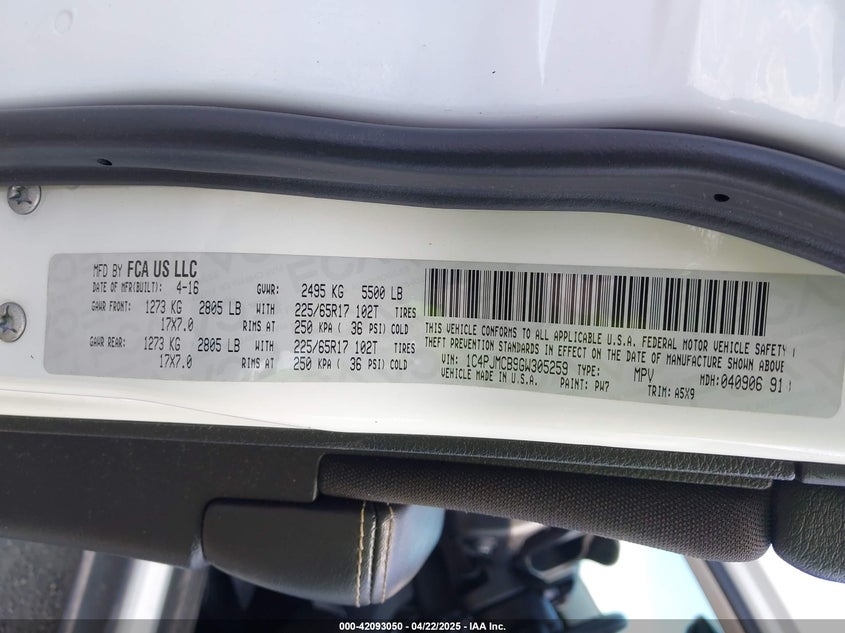 MFD BY FCA US LLC
DATE OF MFR(BUILT): 4-16 GVWR: 2495 KG 5500 LB
GAWR FRONT: 1273 KG 2805 LB WITH 225/65R17 102T TIRES
17X7.0 RIMS AT 250 KPA ( 36 PSI) COLD
GAWR REAR: 1273 KG 2805 LB WITH 225/65R17 102T TIRES
17X7.0 RIMS AT 250 KPA ( 36 PSI) COLD
THIS VEHICLE CONFORMS TO ALL APPLICABLE U.S.A. FEDERAL MOTOR VEHICLE SAFETY
THEFT PREVENTION STANDARDS IN EFFECT ON THE DATE OF MANUFACTURE SHOWN ABOVE
VIN: 1C4PJMCB9GW305259 TYPE: MPV MDH: 040906 91
VEHICLE MADE IN U.S.A. PAINT: PW7 TRIM: A5X9
000-42093050 - 04/22/2025 - IAA Inc.